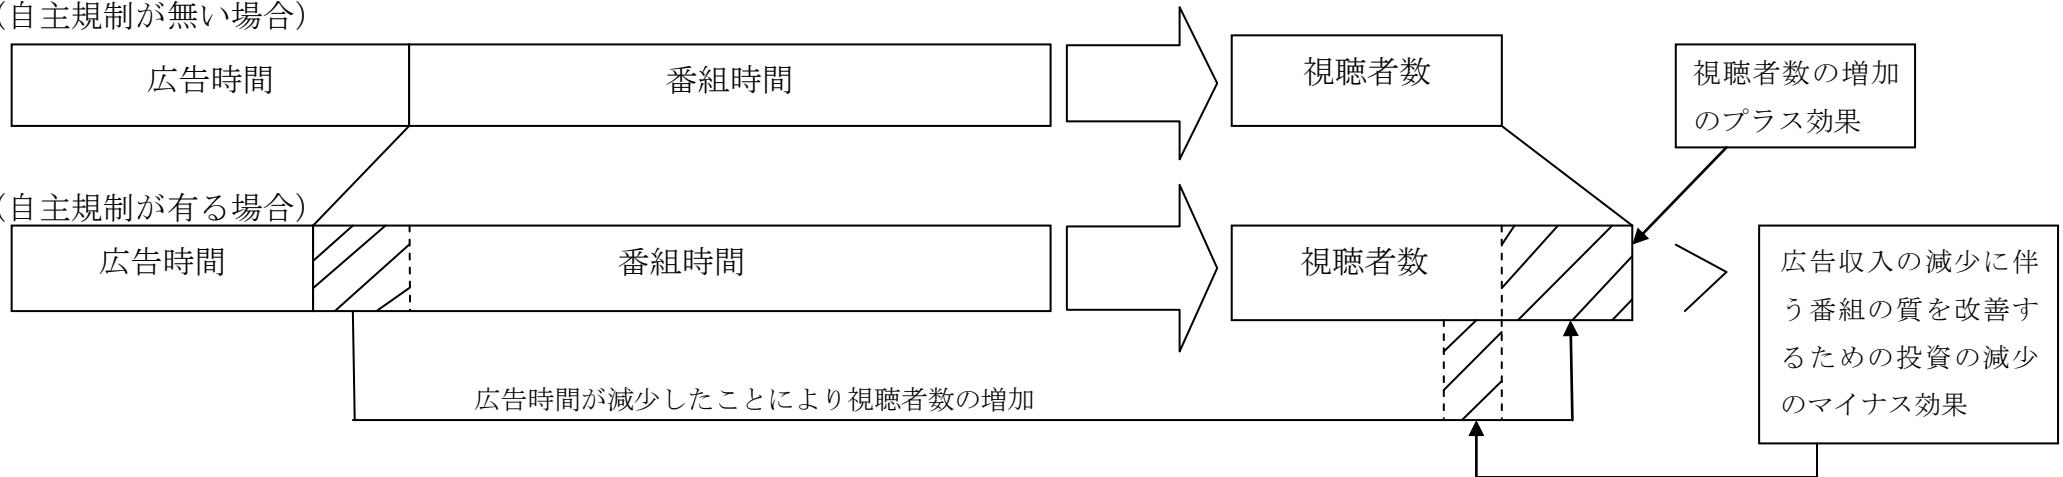 (自主規制が無い場合)
広告時間
番組時間
視聴者数
視聴者数の増加
のプラス効果
(自主規制が有る場合)
広告時間
番組時間
視聴者数
広告収入の減少に伴
う番組の質を改善す
るための投資の減少
のマイナス効果
広告時間が減少したことにより視聴者数の増加